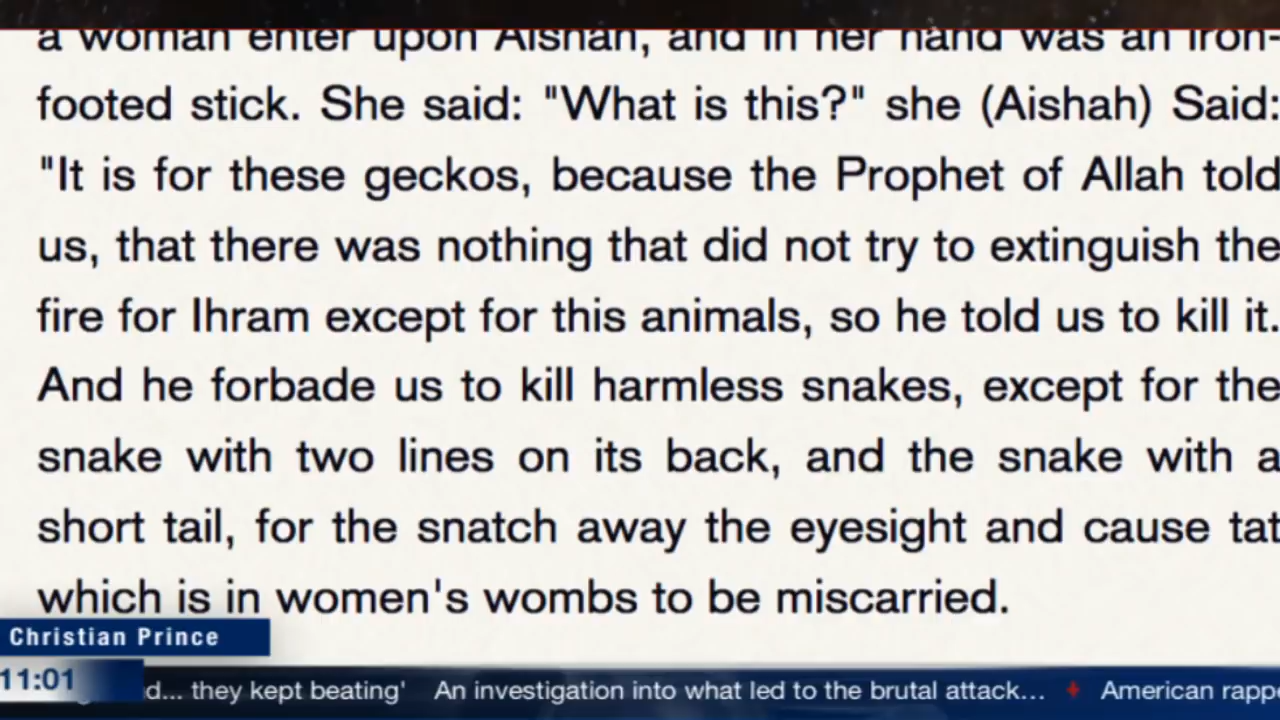 a woman enter upon Aishah, and in her hand was an iron-
footed stick. She said: "What is this?" she (Aishah) Said:
"It is for these geckos, because the Prophet of Allah told
us, that there was nothing that did not try to extinguish the
fire for Ihram except for this animals, so he told us to kill it.
And he forbade us to kill harmless snakes, except for the
snake with two lines on its back, and the snake with a
short tail, for the snatch away the eyesight and cause tat
which is in women's wombs to be miscarried.
Christian Prince
11:01
they kept beating' An investigation into what led to the brutal attack... American